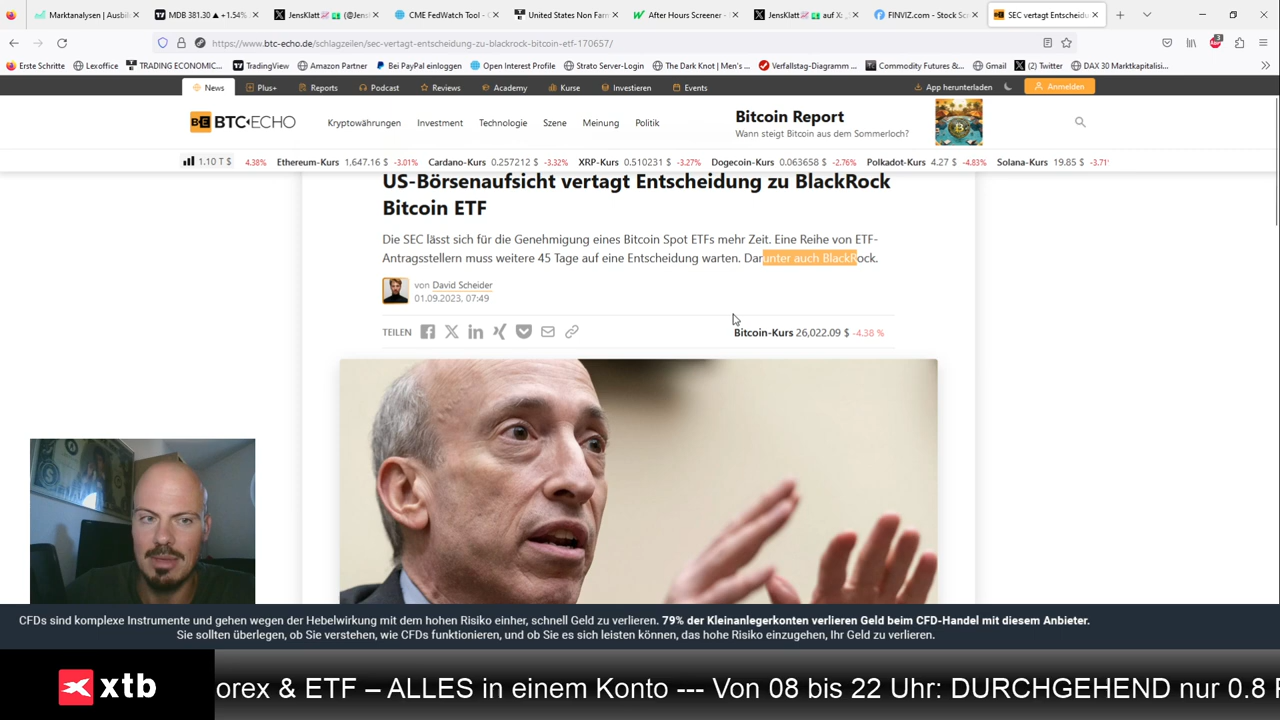 Marktanalysen | Ausbil
MDB 381.30 ▲ +1.54%
JensKlatt
(@Jens
CME FedWatch Tool - C
United States Non Farm
After Hours Screener -
JensKlatt
auf X:
FINVIZ.com - Stock Scr
SEC vertagt Entscheidu
https://www.btc-echo.de/schlagzeilen/sec-vertagt-entscheidung-zu-blackrock-bitcoin-etf-170657/
3
Erste Schritte
Lexoffice
TRADING ECONOMIC...
TradingView
Amazon Partner
Bei PayPal einloggen
Open Interest Profile
Strato Server-Login
The Dark Knot | Men's ...
Verfallstag-Diagramm ...
Commodity Futures &...
Gmail
(2) Twitter
DAX 30 Marktkapitalisi...
News
Plus+
Reports
Podcast
Reviews
Academy
Kurse
Investieren
Events
App herunterladen
Anmelden
BTC-ECHO
Kryptowährungen
Investment
Technologie
Szene
Meinung
Politik
Bitcoin Report
Wann steigt Bitcoin aus dem Sommerloch?
1.10 T $
4.38%
Ethereum-Kurs 1,647.16 $ -3.01%
Cardano-Kurs 0.257212 $ -3.32%
XRP-Kurs 0.510231 $ -3.27%
Dogecoin-Kurs 0.063658 $ -2.76%
Polkadot-Kurs 4.27 $ -4.83%
Solana-Kurs 19.85 $ -3.71
US-Börsenaufsicht vertagt Entscheidung zu BlackRock
Bitcoin ETF
Die SEC lässt sich für die Genehmigung eines Bitcoin Spot ETFs mehr Zeit. Eine Reihe von ETF-
Antragsstellern muss weitere 45 Tage auf eine Entscheidung warten. Darunter auch BlackRock.
von David Scheider
01.09.2023, 07:49
TEILEN
Bitcoin-Kurs 26,022.09 $ -4.38 %
CFDs sind komplexe Instrumente und gehen wegen der Hebelwirkung mit dem hohen Risiko einher, schnell Geld zu verlieren. 79% der Kleinanlegerkonten verlieren Geld beim CFD-Handel mit diesem Anbieter.
Sie sollten überlegen, ob Sie verstehen, wie CFDs funktionieren, und ob Sie es sich leisten können, das hohe Risiko einzugehen, Ihr Geld zu verlieren.
xtb
orex & ETF – ALLES in einem Konto --- Von 08 bis 22 Uhr: DURCHGEHEND nur 0.8